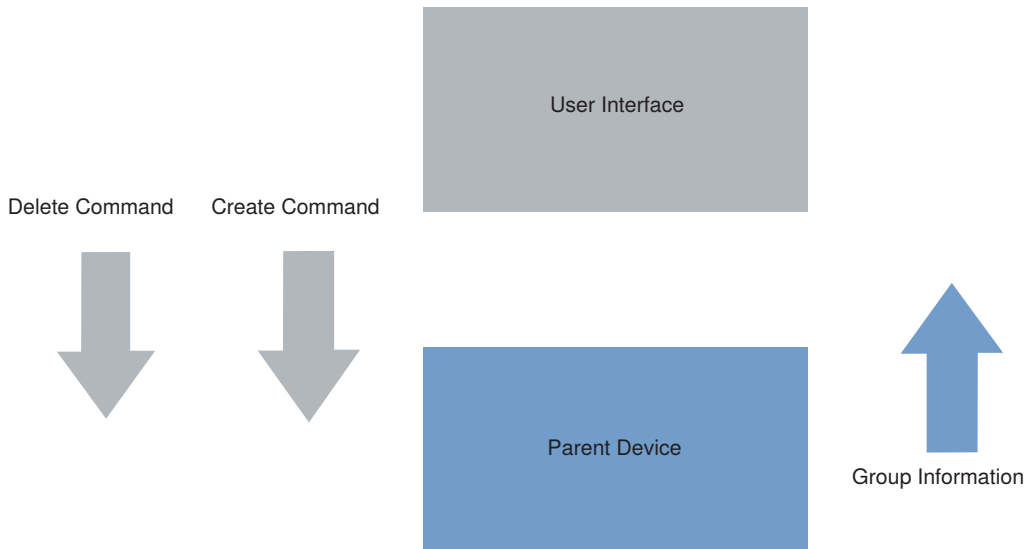 User Interface
Delete Command
Create Command
Parent Device
Group Information